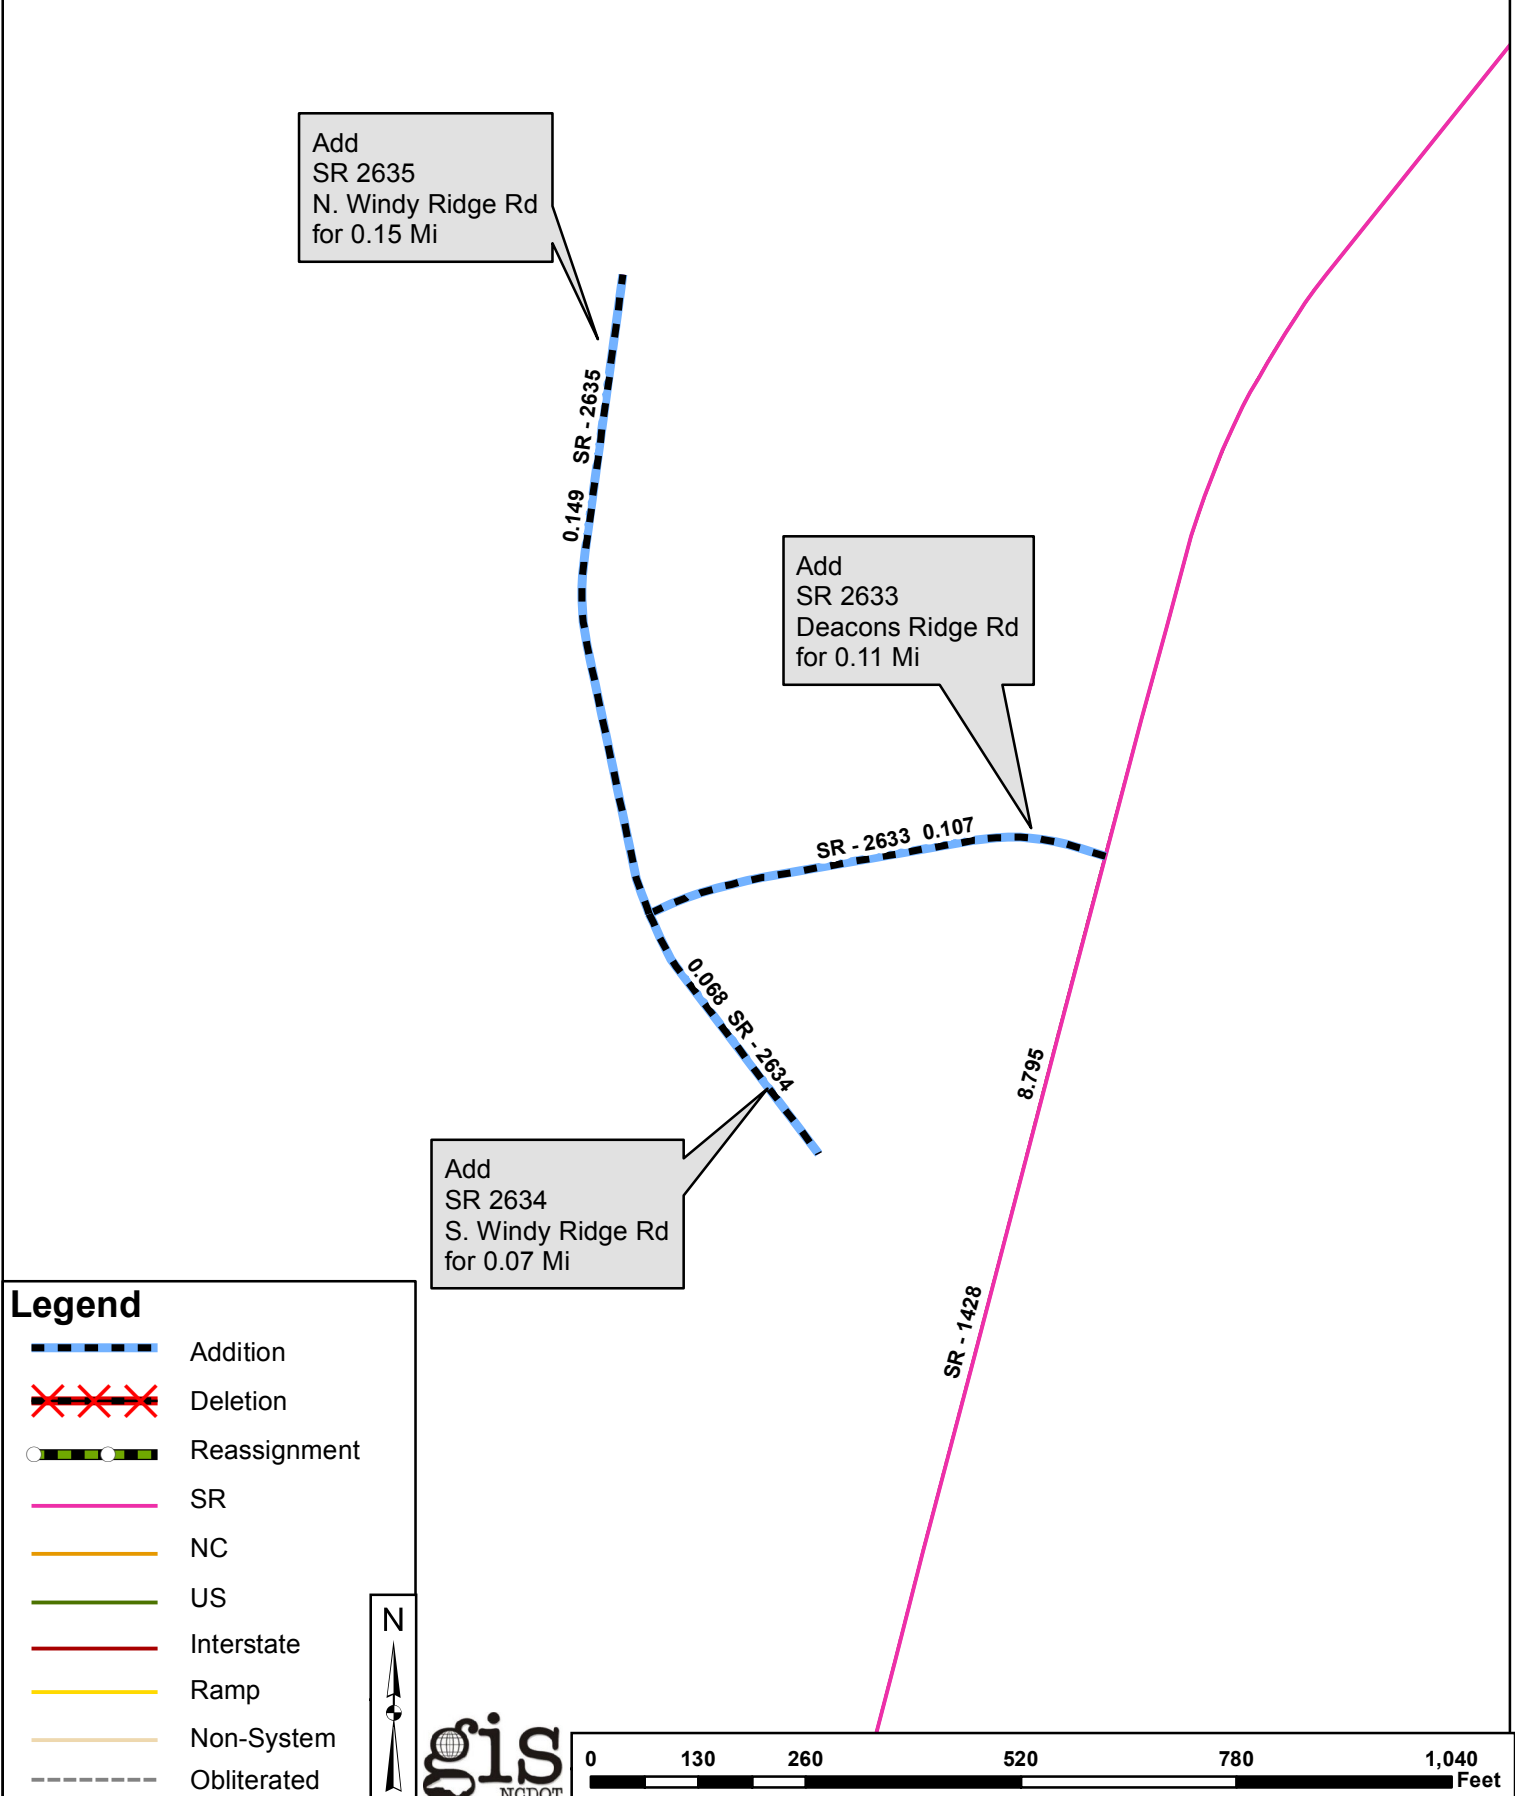 Add
SR 2635
N. Windy Ridge Rd
for 0.15 Mi
0.149 SR - 2635
Add
SR 2633
Deacons Ridge Rd
for 0.11 Mi
SR - 2633 0.107
0.068 SR - 2634
8.795
Add
SR 2634
S. Windy Ridge Rd
for 0.07 Mi
SR - 1428
Legend
Addition
Deletion
Reassignment
SR
NC
US
Interstate
Ramp
Non-System
Obliterated
N
gis
NCDOT
0 130 260 520 780 1,040
Feet